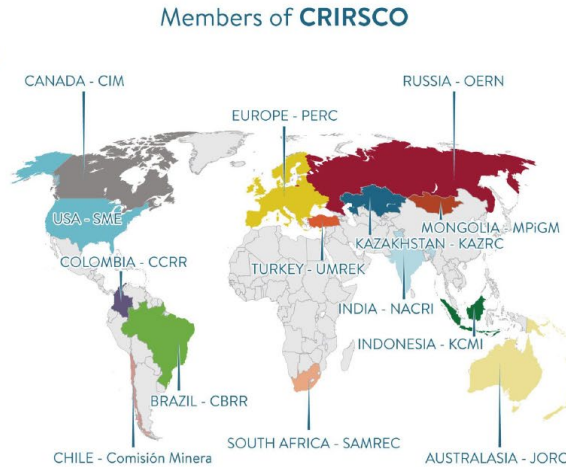 Members of CRIRSCO
CANADA - CIM
RUSSIA - OERN
EUROPE - PERC
USA - SME
MONGOLIA - MPiGM
KAZAKHSTAN - KAZRC
COLOMBIA - CCRR
TURKEY - UMREK
INDIA - NACRI
INDONESIA - KCMI
BRAZIL - CBRR
SOUTH AFRICA - SAMREC
CHILE - Comisión Minera
AUSTRALASIA - JORC